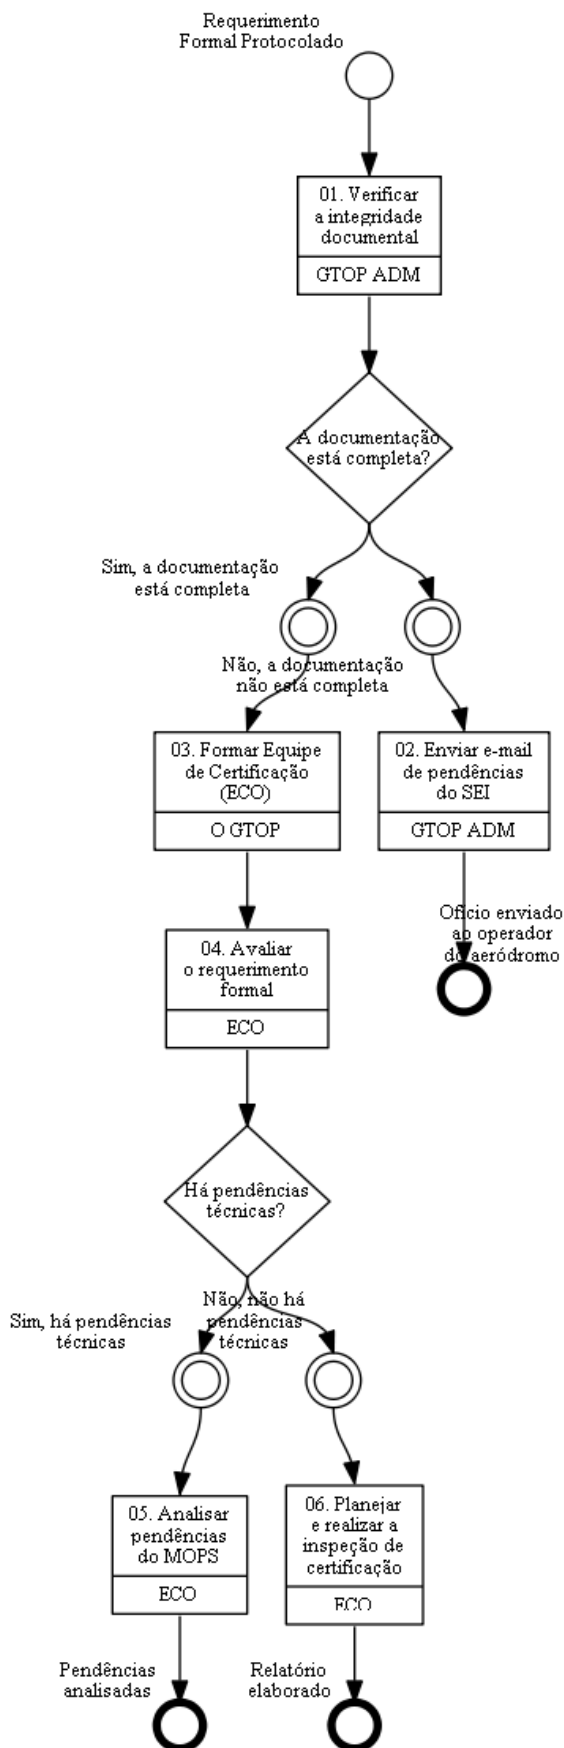 Requerimento
Formal Protocolado
01. Verificar
a integridade
documental
GTOP ADM
A documentação
está completa?
Sim, a documentação
está completa
Não, a documentação
não está completa
03. Formar Equipe
de Certificação
(ECO)
O GTOP
02. Enviar e-mail
de pendências
do SEI
GTOP ADM
Ofício enviado
ao operador
do aeródromo
04. Avaliar
o requerimento
formal
ECO
Há pendências
técnicas?
Sim, há pendências
técnicas
Não, não há
pendências
técnicas
05. Analisar
pendências
do MOPS
ECO
06. Planejar
e realizar a
inspeção de
certificação
ECO
Pendências
analisadas
Relatório
elaborado